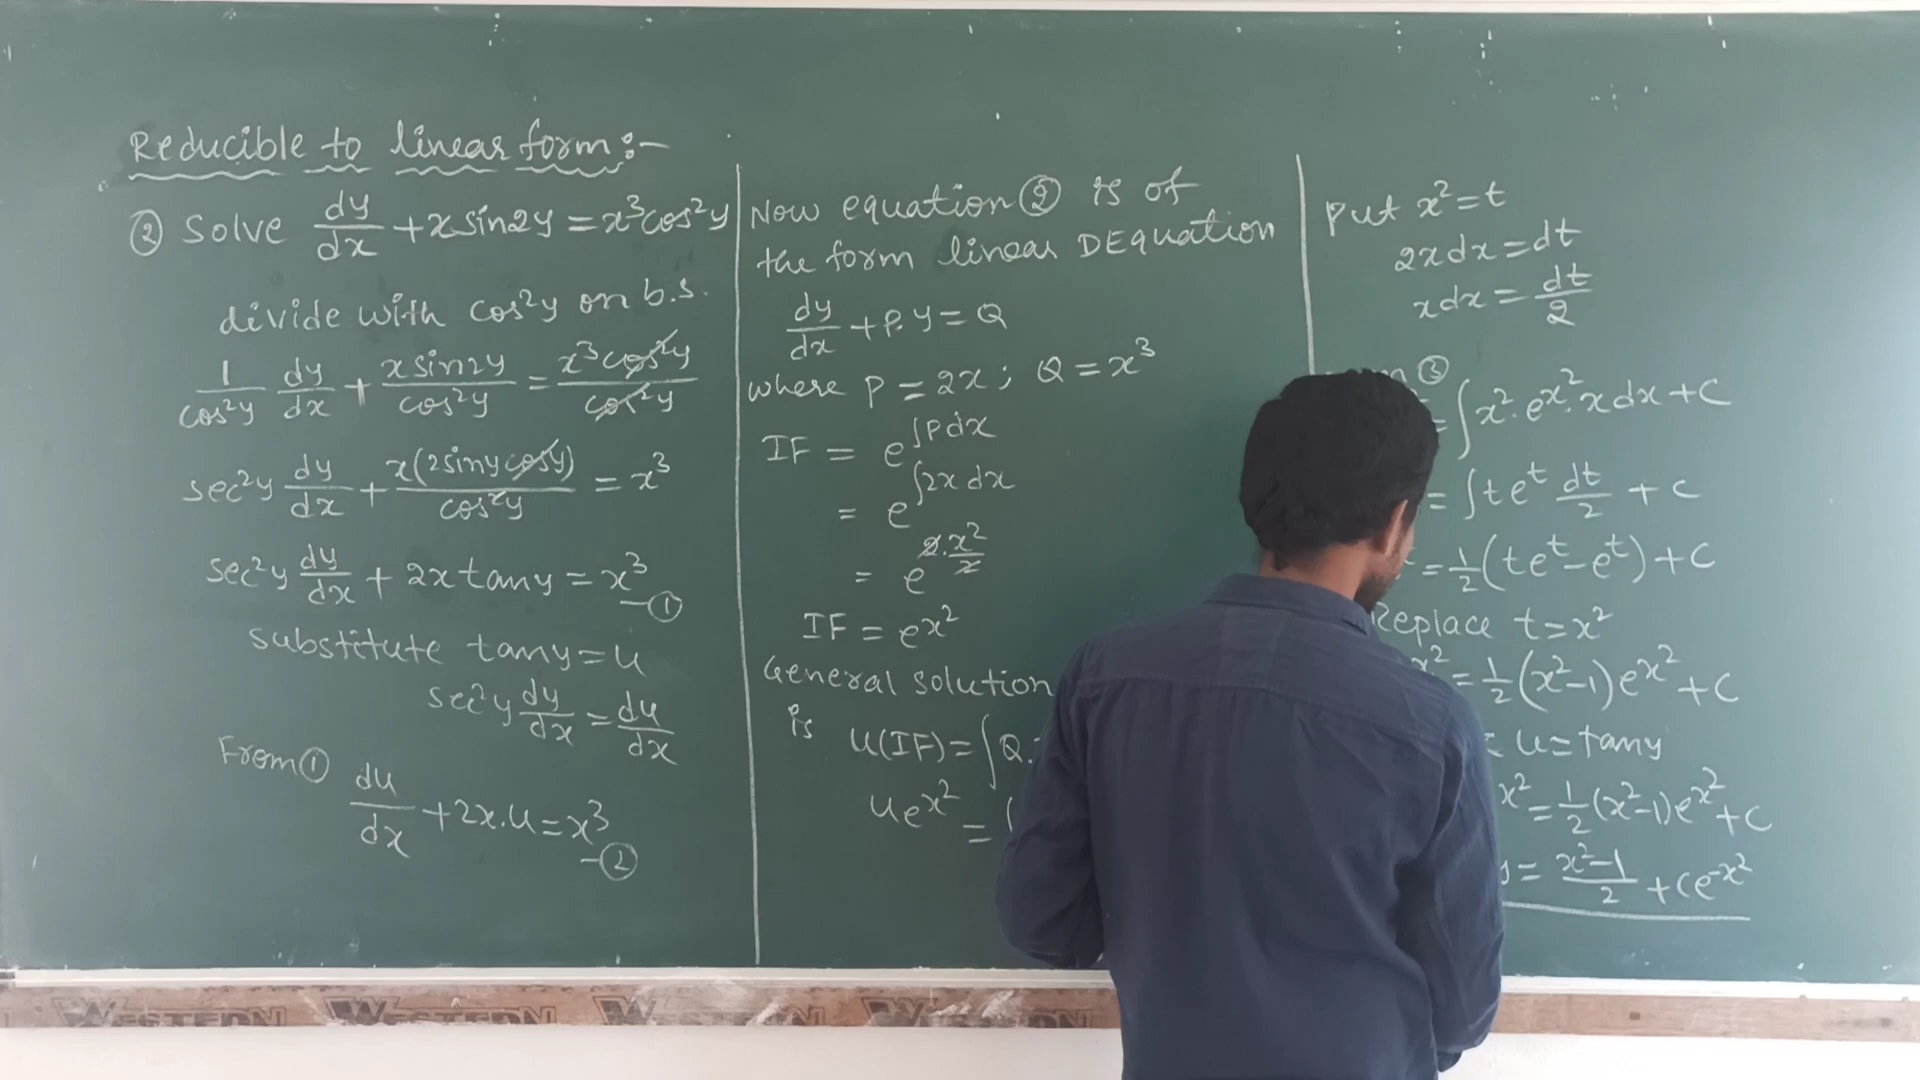 Reducible to linear form:-
② Solve dy/dx + x sin2y = x³cos²y
divide with cos²y on b.s.
1/cos²y dy/dx + x sin2y/cos²y = x³cos²y/cos²y
sec²y dy/dx + x(2siny cosy)/cos²y = x³
sec²y dy/dx + 2x tany = x³ —①
substitute tany = u
sec²y dy/dx = du/dx
From ①
du/dx + 2x.u = x³ —②
Now equation ② is of
the form linear DEquation
dy/dx + P.y = Q
where P = 2x; Q = x³
IF = e^∫Pdx
= e^∫2x dx
= e^2.x²/2
IF = e^x²
General solution
is u(IF) = ∫Q.
ue^x² =
Put x² = t
2xdx = dt
xdx = dt/2
③
= ∫x².e^x².xdx + C
= ∫te^t dt/2 + C
= 1/2(te^t - e^t) + C
Replace t = x²
x² = 1/2(x²-1)e^x² + C
u = tany
x² = 1/2(x²-1)e^x² + C
y = x²-1/2 + Ce^-x²
WESTERN WESTERN WESTERN WESTERN